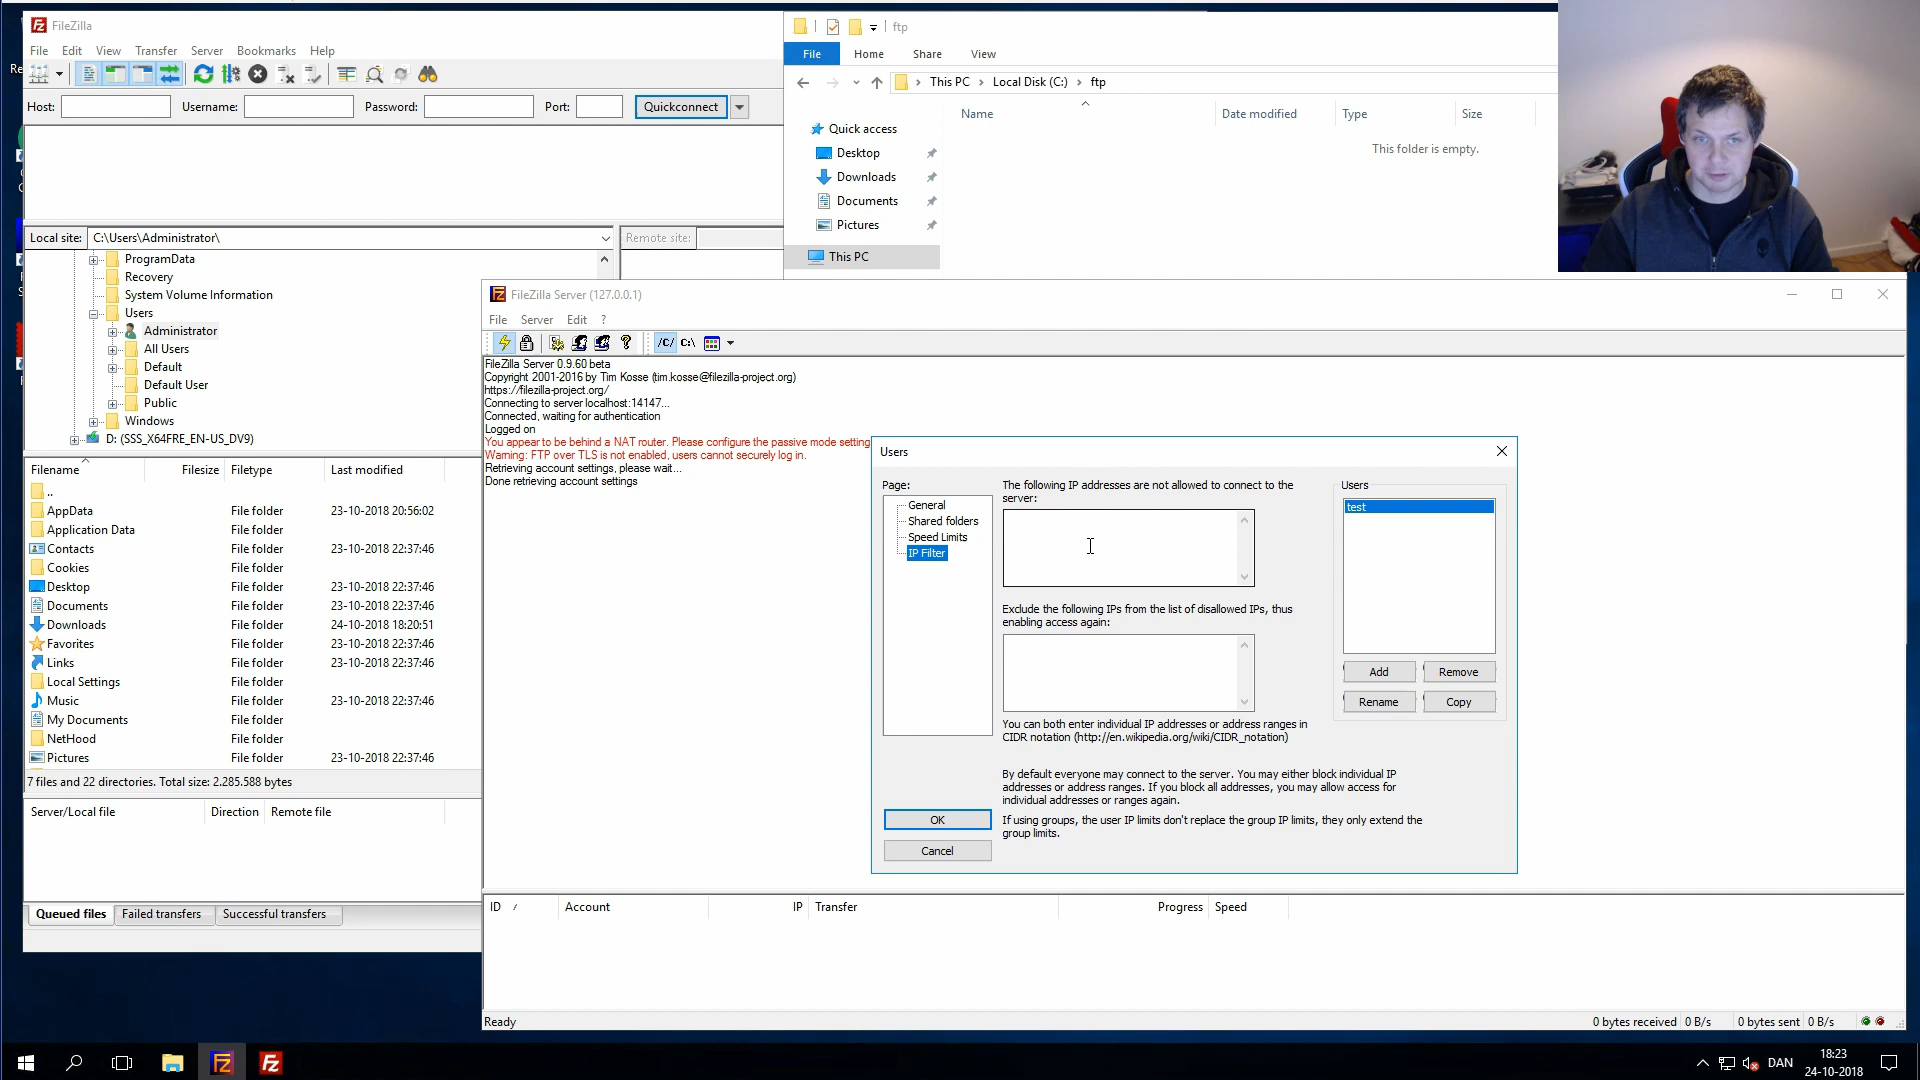 FileZilla
File Edit View Transfer Server Bookmarks Help
Host: Username: Password: Port: Quickconnect
Local site: C:\Users\Administrator\
Remote site:
ProgramData
Recovery
System Volume Information
Users
Administrator
All Users
Default
Default User
Public
Windows
D: (SSS_X64FRE_EN-US_DV9)
Filename Filesize Filetype Last modified
..
AppData File folder 23-10-2018 20:56:02
Application Data File folder
Contacts File folder 23-10-2018 22:37:46
Cookies File folder
Desktop File folder 23-10-2018 22:37:46
Documents File folder 23-10-2018 22:37:46
Downloads File folder 24-10-2018 18:20:51
Favorites File folder 23-10-2018 22:37:46
Links File folder 23-10-2018 22:37:46
Local Settings File folder
Music File folder 23-10-2018 22:37:46
My Documents File folder
NetHood File folder
Pictures File folder 23-10-2018 22:37:46
7 files and 22 directories. Total size: 2.285.588 bytes
Server/Local file Direction Remote file
Queued files Failed transfers Successful transfers
ftp
File Home Share View
This PC Local Disk (C:) ftp
Name Date modified Type Size
This folder is empty.
Quick access
Desktop
Downloads
Documents
Pictures
This PC
FileZilla Server (127.0.0.1)
File Server Edit ?
/C/ C:\
FileZilla Server 0.9.60 beta
Copyright 2001-2016 by Tim Kosse (tim.kosse@filezilla-project.org)
https://filezilla-project.org/
Connecting to server localhost:14147...
Connected, waiting for authentication
Logged on
You appear to be behind a NAT router. Please configure the passive mode setting
Warning: FTP over TLS is not enabled, users cannot securely log in.
Retrieving account settings, please wait...
Done retrieving account settings
Users
Page:
General
Shared folders
Speed Limits
IP Filter
OK
Cancel
The following IP addresses are not allowed to connect to the
server:
Exclude the following IPs from the list of disallowed IPs, thus
enabling access again:
You can both enter individual IP addresses or address ranges in
CIDR notation (http://en.wikipedia.org/wiki/CIDR_notation)
By default everyone may connect to the server. You may either block individual IP
addresses or address ranges. If you block all addresses, you may allow access for
individual addresses or ranges again.
If using groups, the user IP limits don't replace the group IP limits, they only extend the
group limits.
Users
test
Add Remove
Rename Copy
ID / Account IP Transfer Progress Speed
Ready
0 bytes received 0 B/s 0 bytes sent 0 B/s
DAN
18:23
24-10-2018